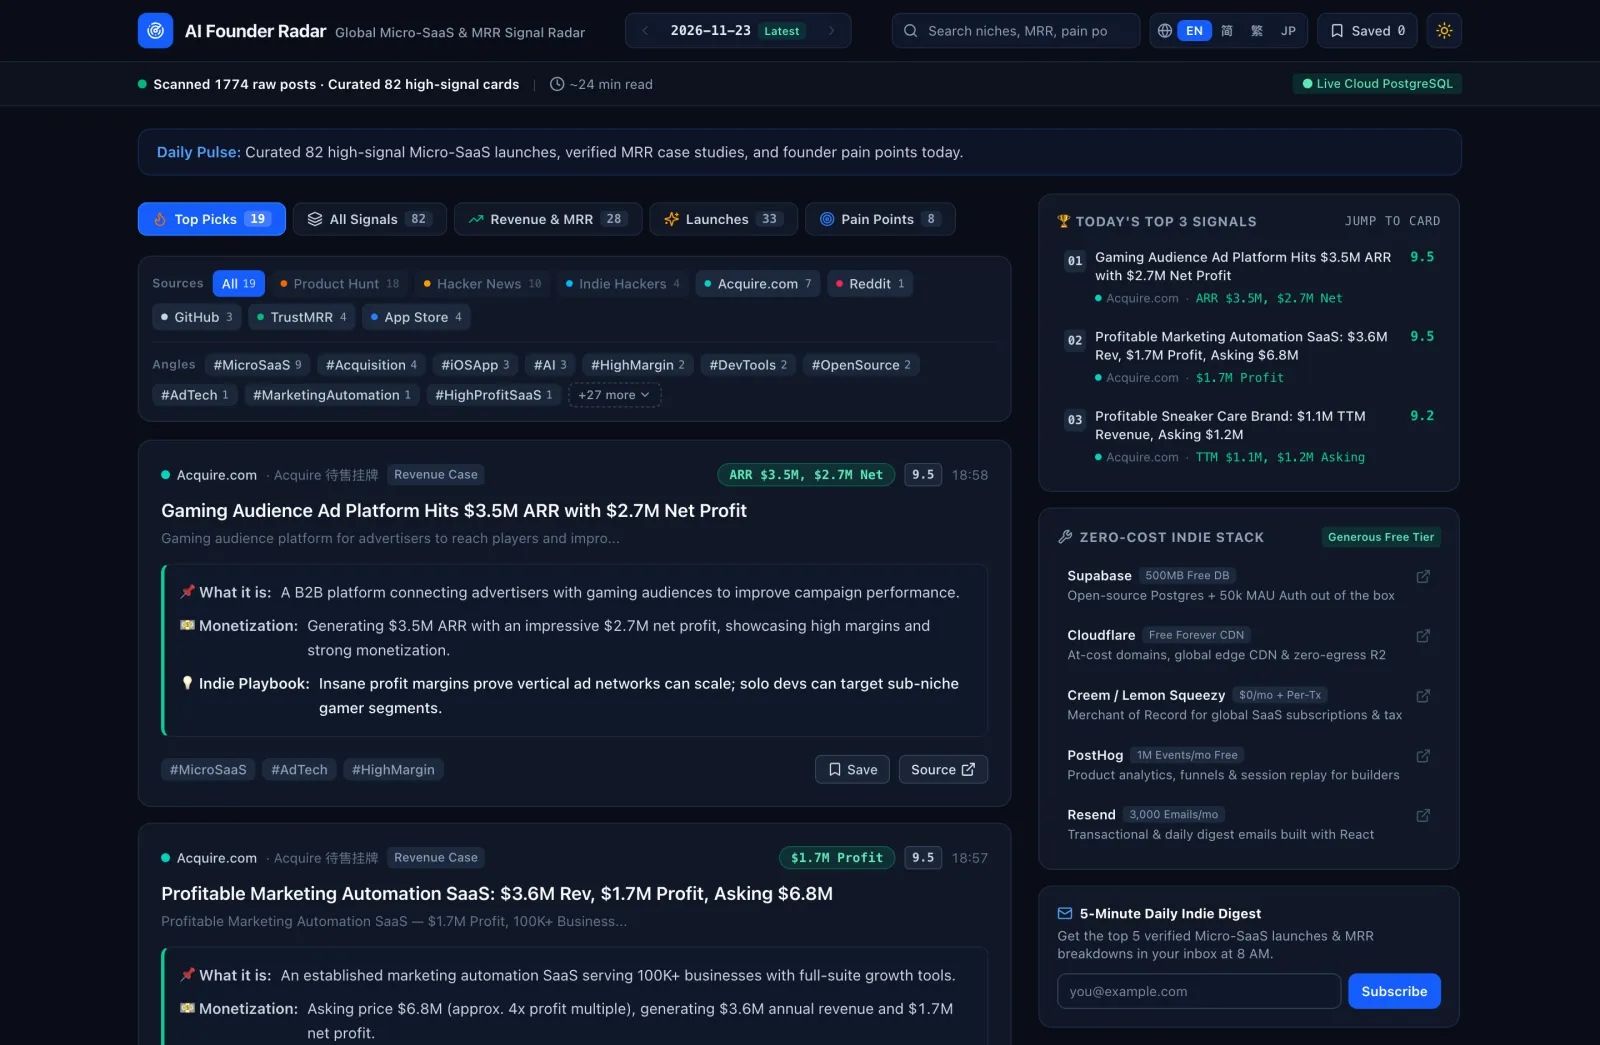 AI Founder Radar Global Micro-SaaS & MRR Signal Radar
2026-11-23 Latest
Search niches, MRR, pain po
EN 简 繁 JP
Saved 0
Scanned 1774 raw posts · Curated 82 high-signal cards | ~24 min read
Live Cloud PostgreSQL
Daily Pulse: Curated 82 high-signal Micro-SaaS launches, verified MRR case studies, and founder pain points today.
Top Picks 19
All Signals 82
Revenue & MRR 28
Launches 33
Pain Points 8
Sources All 19 Product Hunt 18 Hacker News 10 Indie Hackers 4 Acquire.com 7 Reddit 1
GitHub 3 TrustMRR 4 App Store 4
Angles #MicroSaaS 9 #Acquisition 4 #iOSApp 3 #AI 3 #HighMargin 2 #DevTools 2 #OpenSource 2
#AdTech 1 #MarketingAutomation 1 #HighProfitSaaS 1 +27 more
Acquire.com · Acquire 待售挂牌 Revenue Case ARR $3.5M, $2.7M Net 9.5 18:58
Gaming Audience Ad Platform Hits $3.5M ARR with $2.7M Net Profit
Gaming audience platform for advertisers to reach players and impro...
📌 What it is: A B2B platform connecting advertisers with gaming audiences to improve campaign performance.
💵 Monetization: Generating $3.5M ARR with an impressive $2.7M net profit, showcasing high margins and
strong monetization.
💡 Indie Playbook: Insane profit margins prove vertical ad networks can scale; solo devs can target sub-niche
gamer segments.
#MicroSaaS #AdTech #HighMargin
Save
Source
Acquire.com · Acquire 待售挂牌 Revenue Case $1.7M Profit 9.5 18:57
Profitable Marketing Automation SaaS: $3.6M Rev, $1.7M Profit, Asking $6.8M
Profitable Marketing Automation SaaS — $1.7M Profit, 100K+ Business...
📌 What it is: An established marketing automation SaaS serving 100K+ businesses with full-suite growth tools.
💵 Monetization: Asking price $6.8M (approx. 4x profit multiple), generating $3.6M annual revenue and $1.7M
net profit.
🏆 TODAY'S TOP 3 SIGNALS JUMP TO CARD
01 Gaming Audience Ad Platform Hits $3.5M ARR 9.5
with $2.7M Net Profit
Acquire.com · ARR $3.5M, $2.7M Net
02 Profitable Marketing Automation SaaS: $3.6M 9.5
Rev, $1.7M Profit, Asking $6.8M
Acquire.com · $1.7M Profit
03 Profitable Sneaker Care Brand: $1.1M TTM 9.2
Revenue, Asking $1.2M
Acquire.com · TTM $1.1M, $1.2M Asking
ZERO-COST INDIE STACK Generous Free Tier
Supabase 500MB Free DB
Open-source Postgres + 50k MAU Auth out of the box
Cloudflare Free Forever CDN
At-cost domains, global edge CDN & zero-egress R2
Creem / Lemon Squeezy $0/mo + Per-Tx
Merchant of Record for global SaaS subscriptions & tax
PostHog 1M Events/mo Free
Product analytics, funnels & session replay for builders
Resend 3,000 Emails/mo
Transactional & daily digest emails built with React
5-Minute Daily Indie Digest
Get the top 5 verified Micro-SaaS launches & MRR
breakdowns in your inbox at 8 AM.
you@example.com
Subscribe